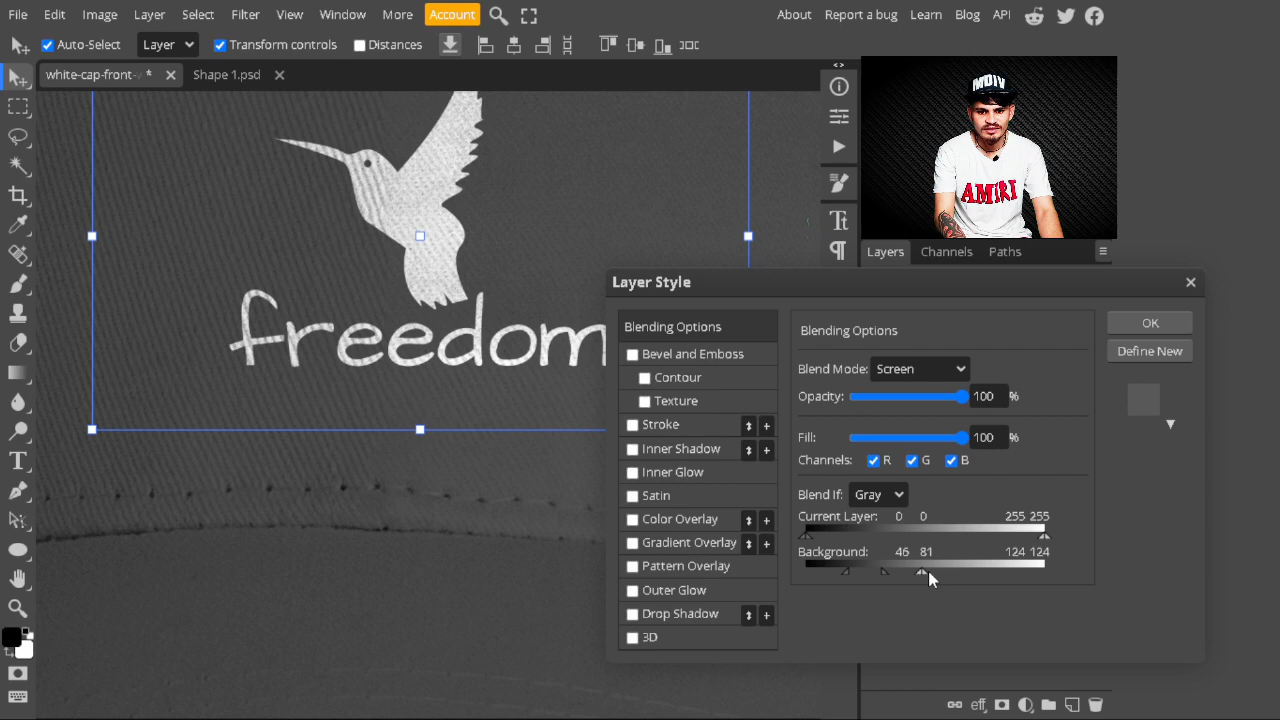 File Edit Image Layer Select Filter View Window More Account About Report a bug Learn Blog API
Auto-Select Layer Transform controls Distances
white-cap-front- * Shape 1.psd
MDIV
AMIRI
Layers Channels Paths
freedom
Layer Style
Blending Options
Bevel and Emboss
Contour
Texture
Stroke
Inner Shadow
Inner Glow
Satin
Color Overlay
Gradient Overlay
Pattern Overlay
Outer Glow
Drop Shadow
3D
Blending Options
Blend Mode: Screen
Opacity: 100 %
Fill: 100 %
Channels: R G B
Blend If: Gray
Current Layer: 0 0 255 255
Background: 46 81 124 124
OK
Define New
eff